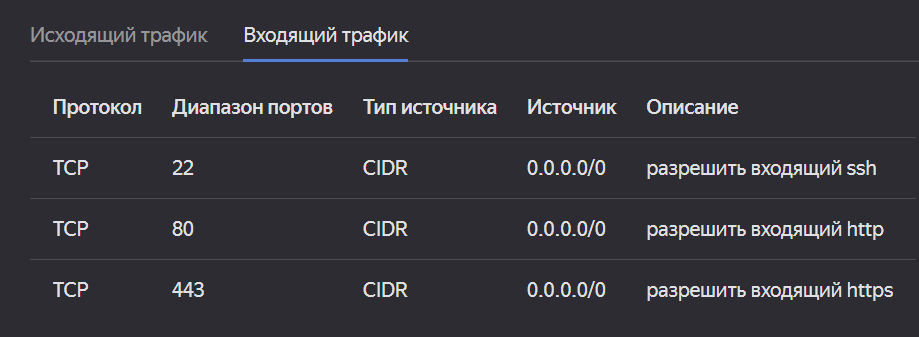 Исходящий трафик Входящий трафик
Протокол Диапазон портов Тип источника Источник Описание
TCP 22 CIDR 0.0.0.0/0 разрешить входящий ssh
TCP 80 CIDR 0.0.0.0/0 разрешить входящий http
TCP 443 CIDR 0.0.0.0/0 разрешить входящий https